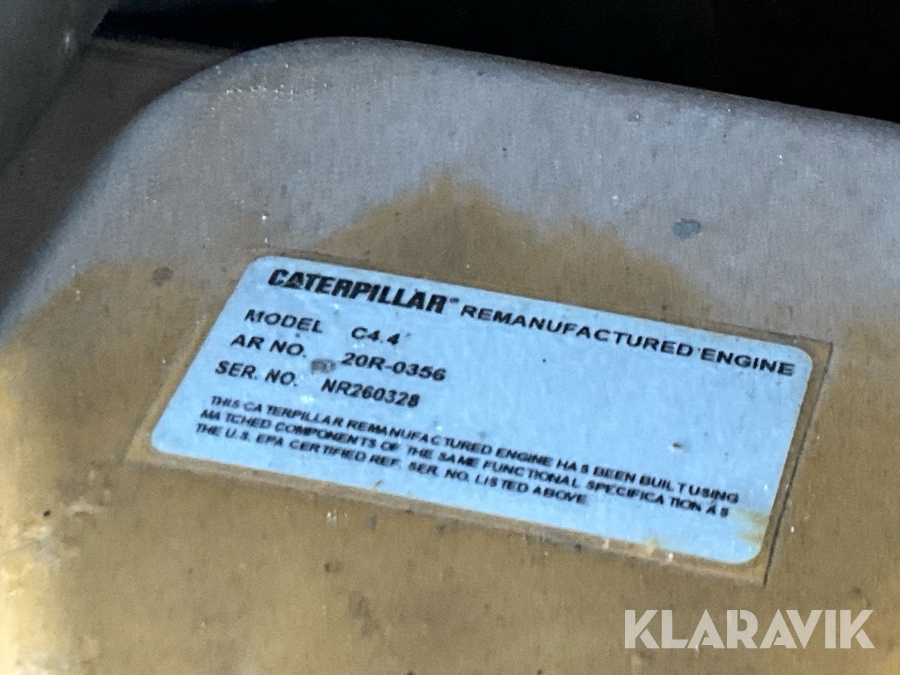 CATERPILLAR® REMANUFACTURED ENGINE
MODEL C4.4
AR NO. 20R-0356
SER. NO. NR260328
THIS CATERPILLAR REMANUFACTURED ENGINE HAS BEEN BUILT USING
MATCHED COMPONENTS OF THE SAME FUNCTIONAL SPECIFICATION AS
THE U.S. EPA CERTIFIED REF. SER. NO. LISTED ABOVE
KLARAVIK